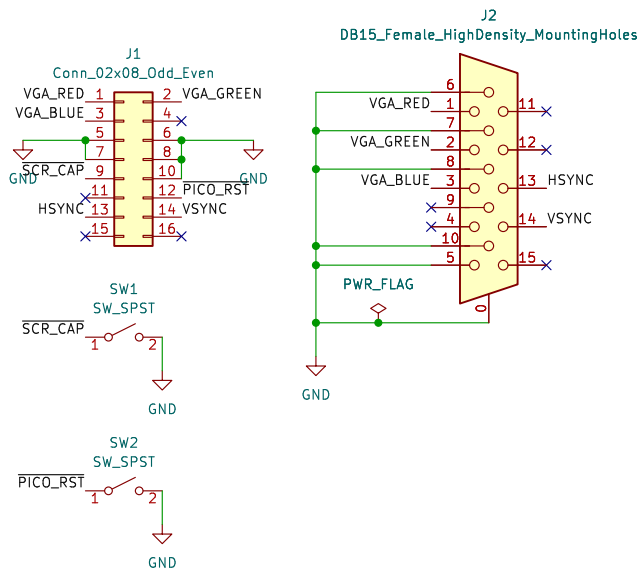 J1
Conn_02x08_Odd_Even
VGA_RED 1 2 VGA_GREEN
VGA_BLUE 3 4
5 6
7 8
GND GND
SCR_CAP 9 10
11 12 PICO_RST
HSYNC 13 14 VSYNC
15 16
J2
DB15_Female_HighDensity_MountingHoles
6
VGA_RED 1 11
7
VGA_GREEN 2 12
8
VGA_BLUE 3 13 HSYNC
9
4 14 VSYNC
10
5 15
0
PWR_FLAG
GND
SW1
SW_SPST
SCR_CAP 1 2
GND
SW2
SW_SPST
PICO_RST 1 2
GND